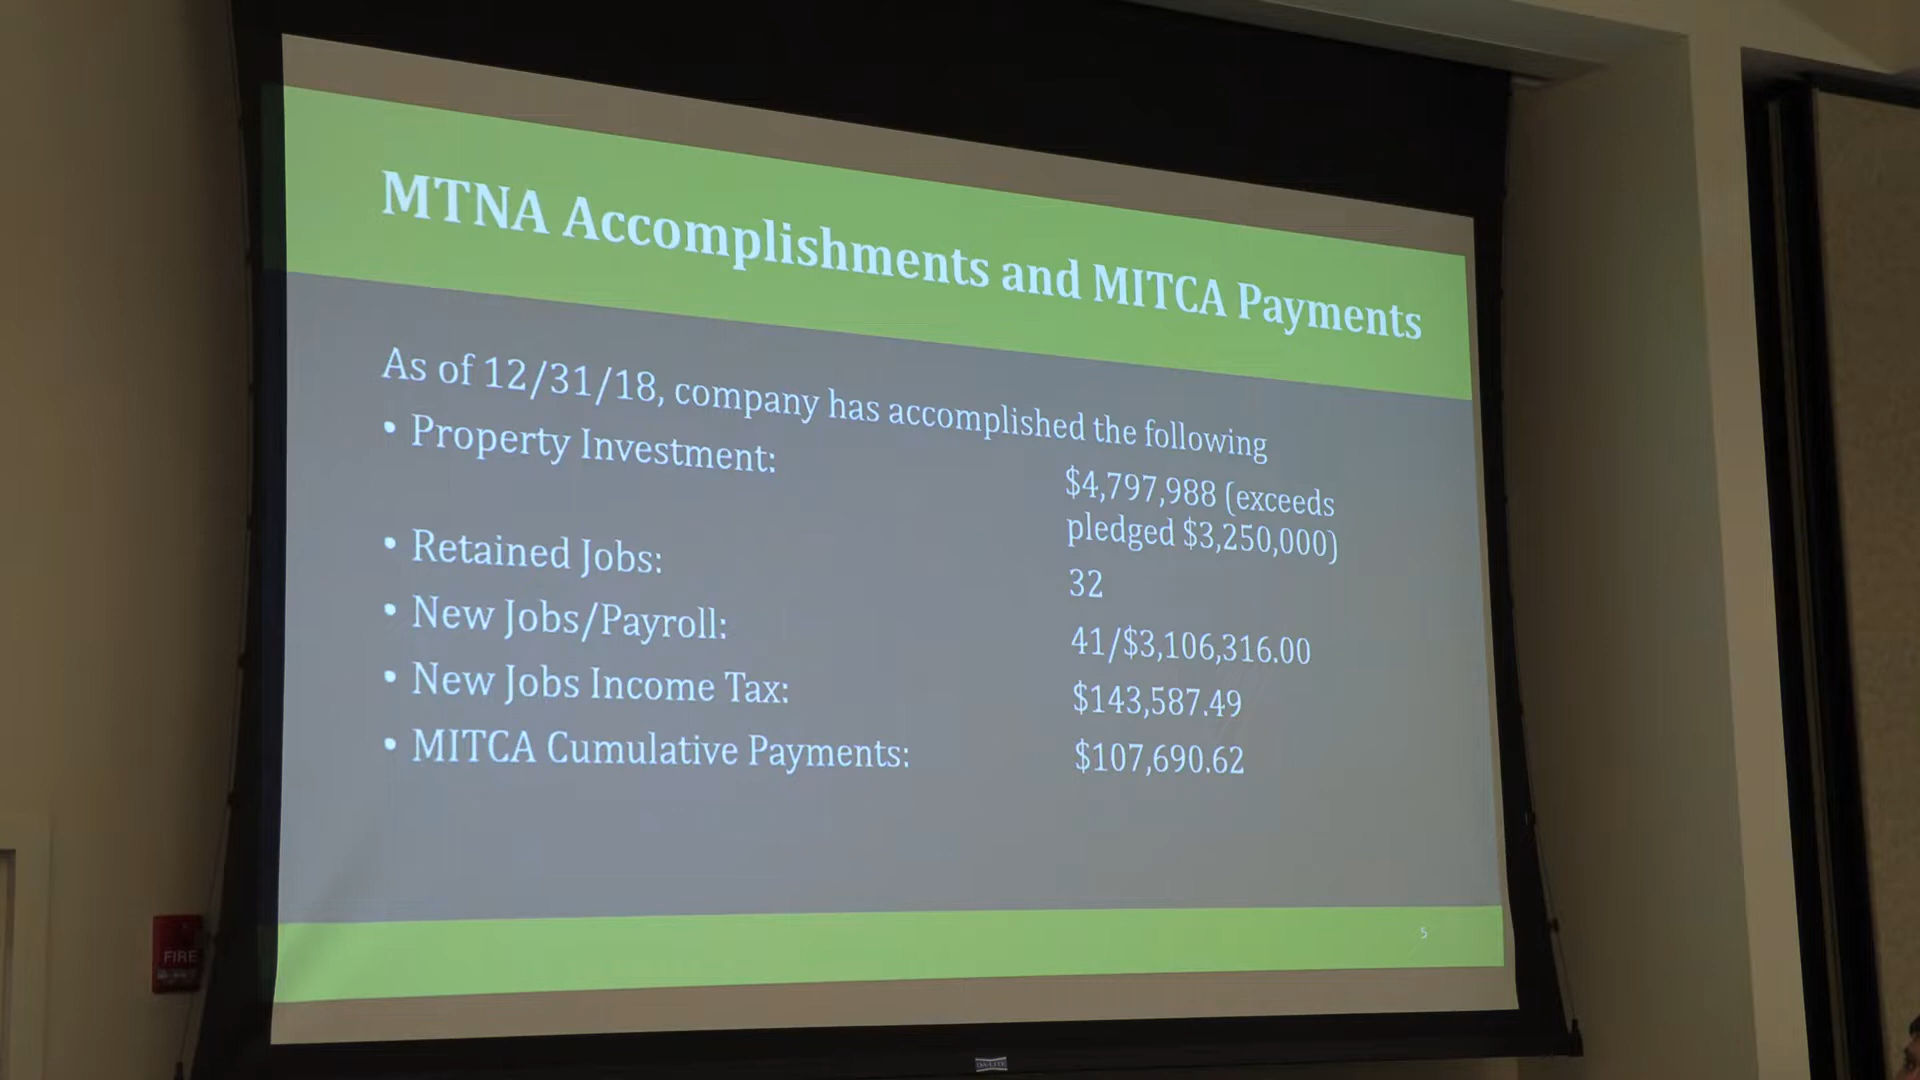 MTNA Accomplishments and MITCA Payments
As of 12/31/18, company has accomplished the following
• Property Investment:
$4,797,988 (exceeds
pledged $3,250,000)
• Retained Jobs:
32
• New Jobs/Payroll:
41/$3,106,316.00
• New Jobs Income Tax:
$143,587.49
• MITCA Cumulative Payments:
$107,690.62
5
FIRE
DA-LITE